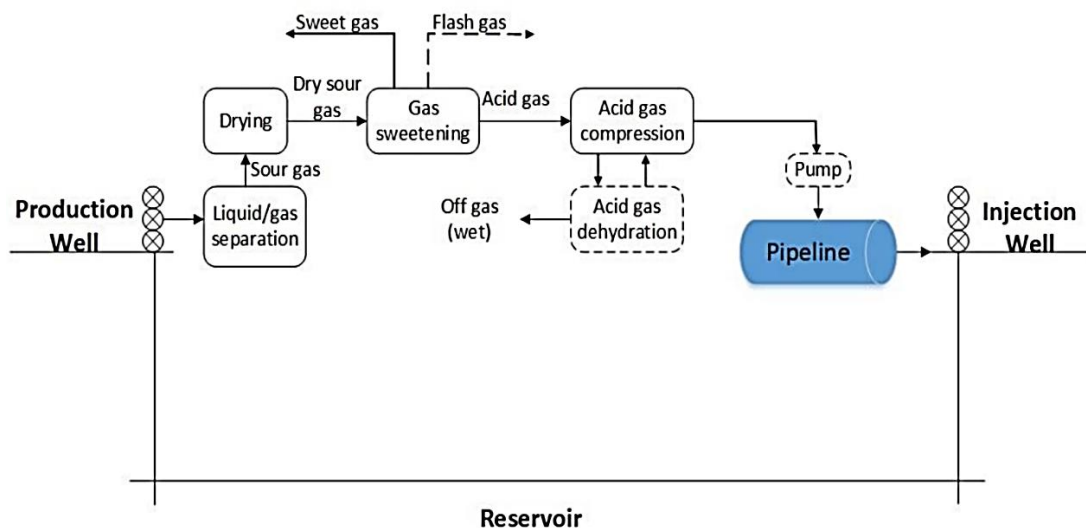 Sweet gas
Flash gas
Dry sour
gas
Drying
Gas
sweetening
Acid gas
Acid gas
compression
Sour gas
Pump
Production
Well
Liquid/gas
separation
Off gas
(wet)
Acid gas
dehydration
Injection
Well
Pipeline
Reservoir